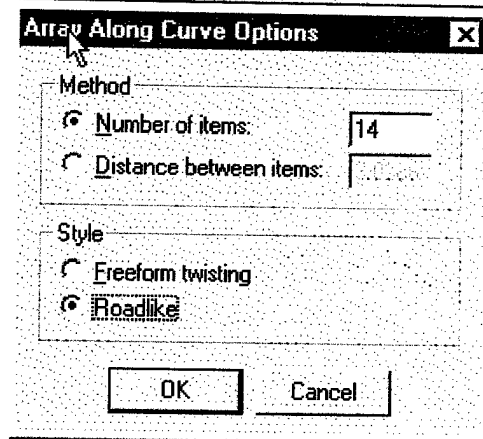 Array Along Curve Options
Method
Number of items: 14
Distance between items:
Style
Freeform twisting
Roadlike
OK Cancel